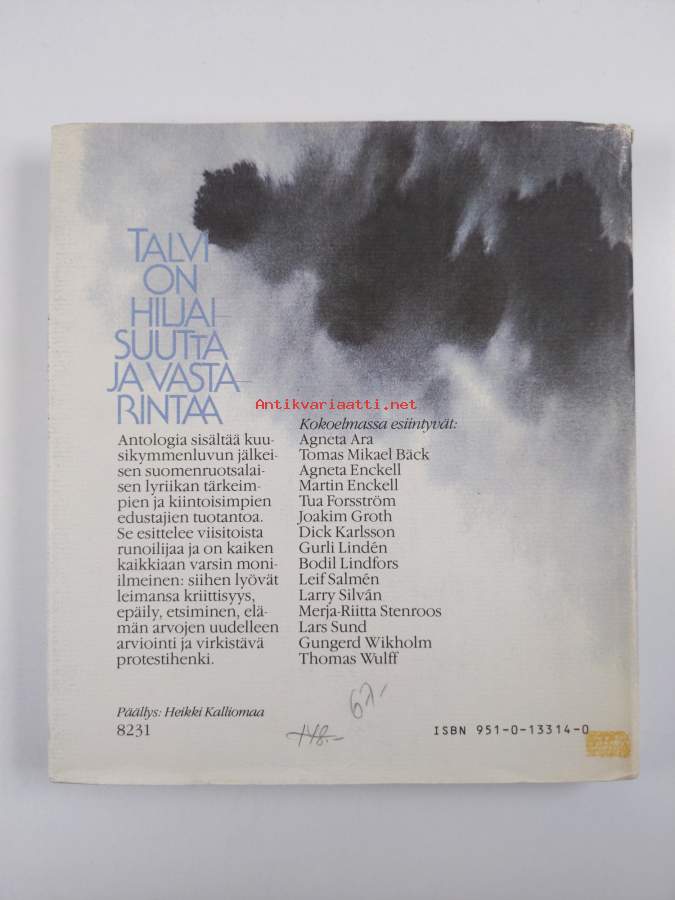 TALVI
ON
HILJAI-
SUUTTA
JA VASTA-
RINTAA
Antikvariaatti.net
Antologia sisältää kuu-
sikymmenluvun jälkei-
sen suomenruotsalai-
sen lyriikan tärkeim-
pien ja kiintoisimpien
edustajien tuotantoa.
Se esittelee viisitoista
runoilijaa ja on kaiken
kaikkiaan varsin moni-
ilmeinen: siihen lyövät
leimansa kriittisyys,
epäily, etsiminen, elä-
män arvojen uudelleen
arviointi ja virkistävä
protestihenki.
Kokoelmassa esiintyvät:
Agneta Ara
Tomas Mikael Bäck
Agneta Enckell
Martin Enckell
Tua Forsström
Joakim Groth
Dick Karlsson
Gurli Lindén
Bodil Lindfors
Leif Salmén
Larry Silván
Merja-Riitta Stenroos
Lars Sund
Gungerd Wikholm
Thomas Wulff
Päällys: Heikki Kalliomaa
8231
ISBN 951-0-13314-0